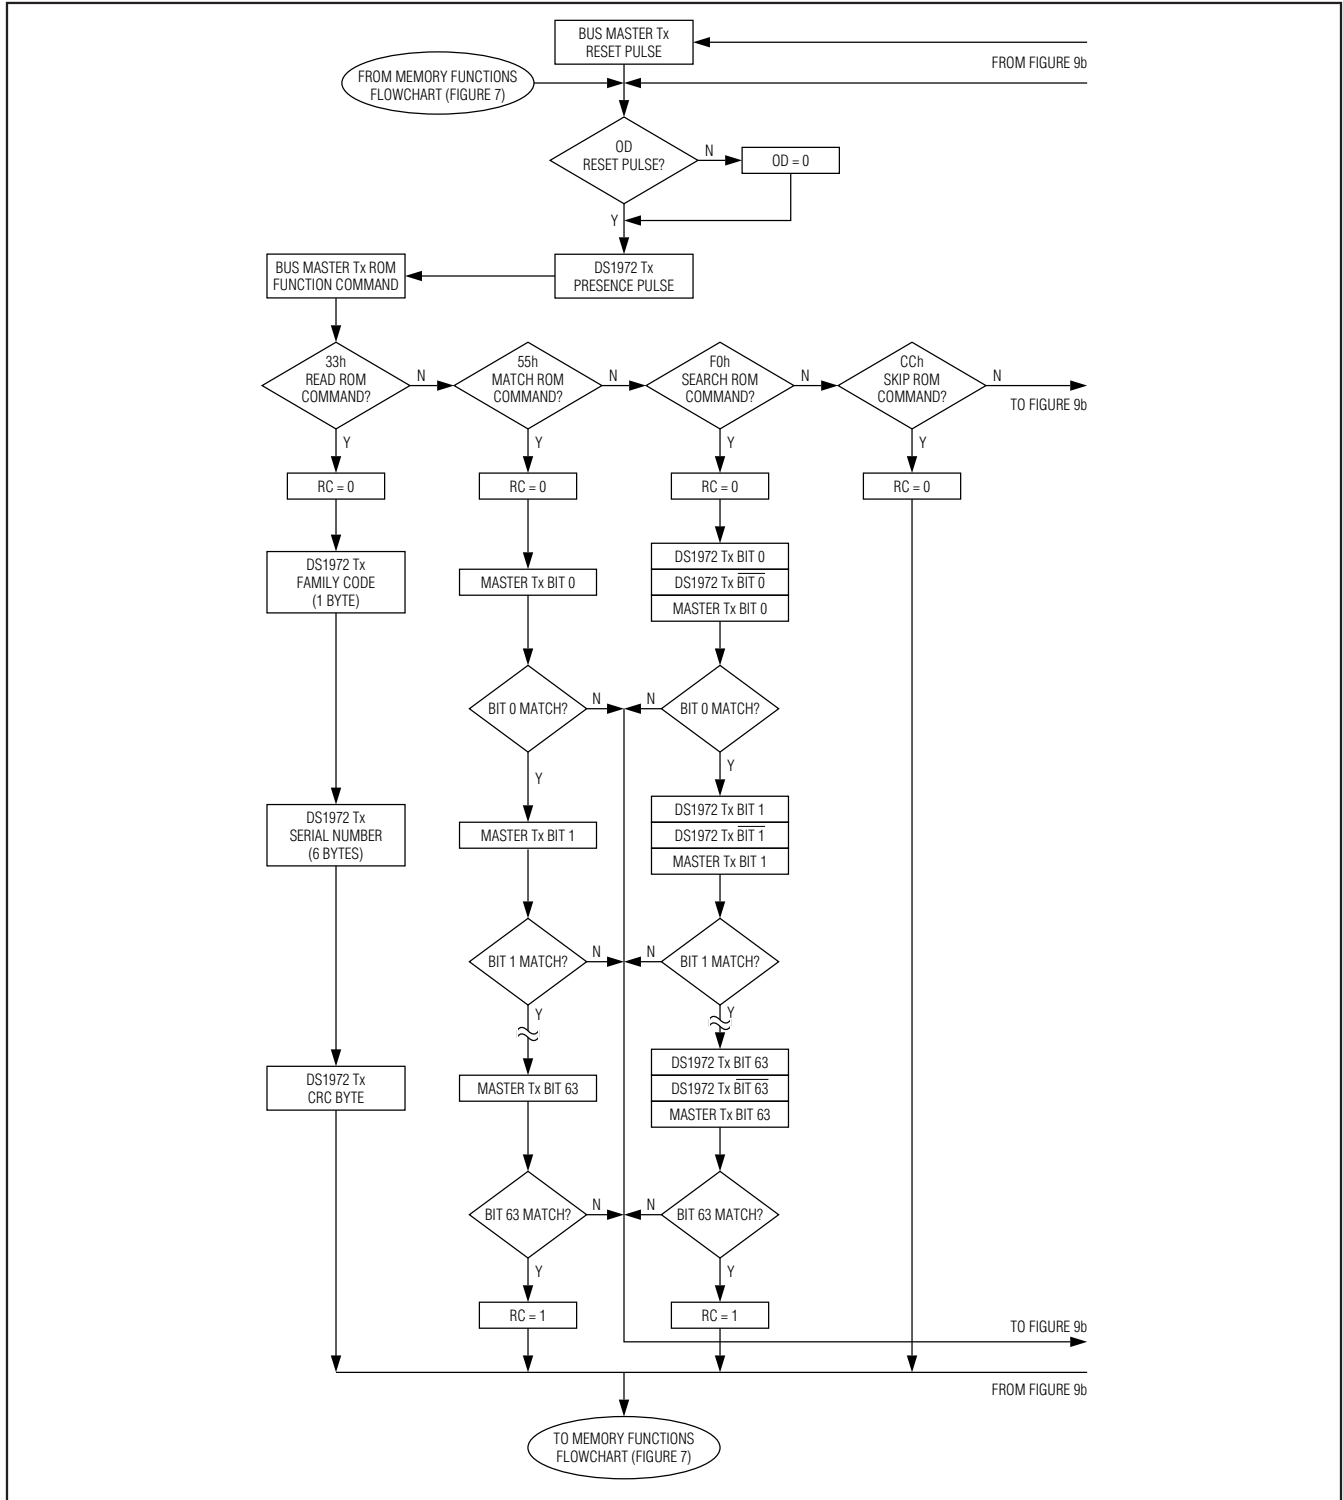 BUS MASTER Tx
RESET PULSE
FROM FIGURE 9b
FROM MEMORY FUNCTIONS
FLOWCHART (FIGURE 7)
OD
RESET PULSE?
N
OD = 0
Y
BUS MASTER Tx ROM
FUNCTION COMMAND
DS1972 Tx
PRESENCE PULSE
33h
READ ROM
COMMAND?
N
55h
MATCH ROM
COMMAND?
N
F0h
SEARCH ROM
COMMAND?
N
CCh
SKIP ROM
COMMAND?
N
TO FIGURE 9b
Y
Y
Y
Y
RC = 0
RC = 0
RC = 0
RC = 0
DS1972 Tx
FAMILY CODE
(1 BYTE)
MASTER Tx BIT 0
DS1972 Tx BIT 0
DS1972 Tx B̅I̅T̅ ̅0̅
MASTER Tx BIT 0
BIT 0 MATCH?
N
N
BIT 0 MATCH?
Y
Y
DS1972 Tx
SERIAL NUMBER
(6 BYTES)
MASTER Tx BIT 1
DS1972 Tx BIT 1
DS1972 Tx B̅I̅T̅ ̅1̅
MASTER Tx BIT 1
BIT 1 MATCH?
N
N
BIT 1 MATCH?
Y
Y
DS1972 Tx
CRC BYTE
MASTER Tx BIT 63
DS1972 Tx BIT 63
DS1972 Tx B̅I̅T̅ ̅6̅3̅
MASTER Tx BIT 63
BIT 63 MATCH?
N
N
BIT 63 MATCH?
Y
Y
RC = 1
RC = 1
TO FIGURE 9b
FROM FIGURE 9b
TO MEMORY FUNCTIONS
FLOWCHART (FIGURE 7)